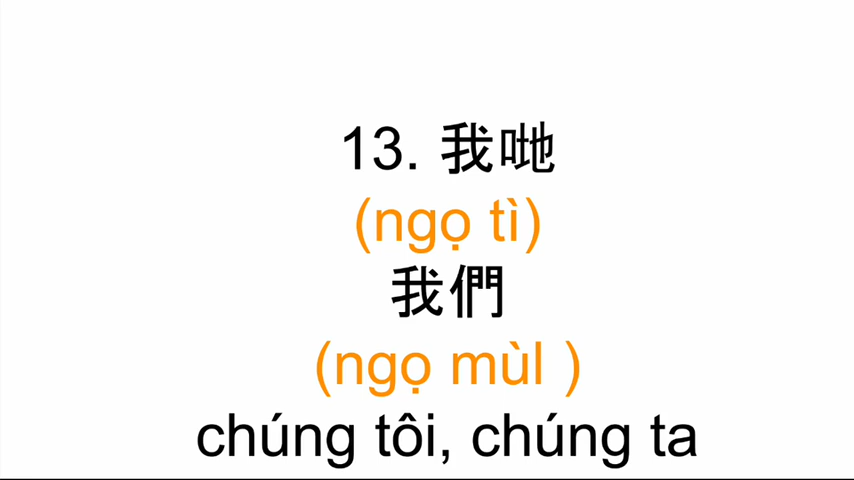 13. 我哋
(ngọ tì)
我們
(ngọ mùl )
chúng tôi, chúng ta